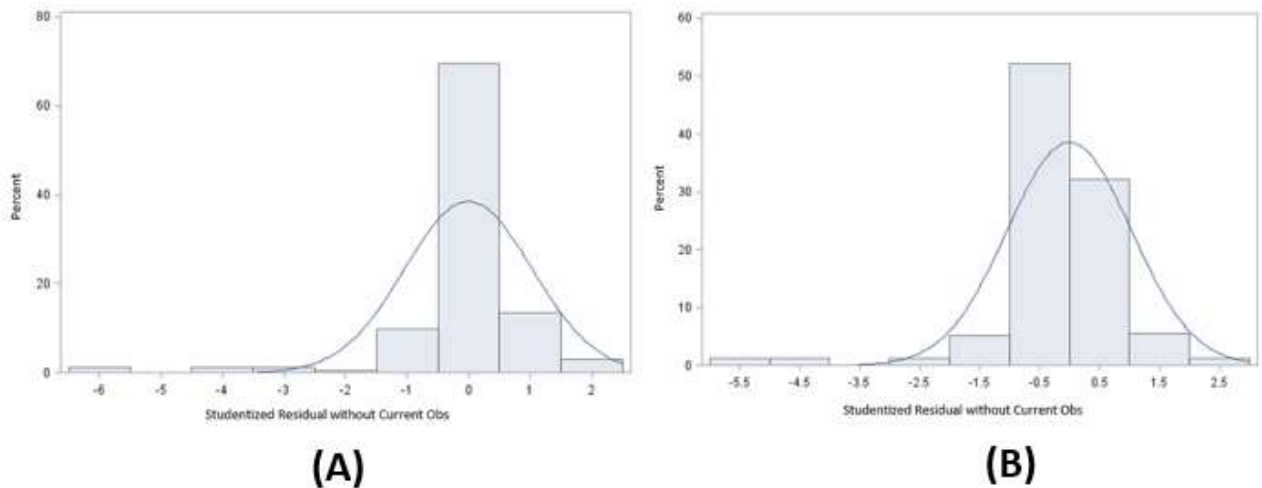 80
60
40
20
0
Percent
-6 -5 -4 -3 -2 -1 0 1 2
Studentized Residual without Current Obs
(A)
60
50
40
30
20
10
0
Percent
-5.5 -4.5 -3.5 -2.5 -1.5 -0.5 0.5 1.5 2.5
Studentized Residual without Current Obs
(B)